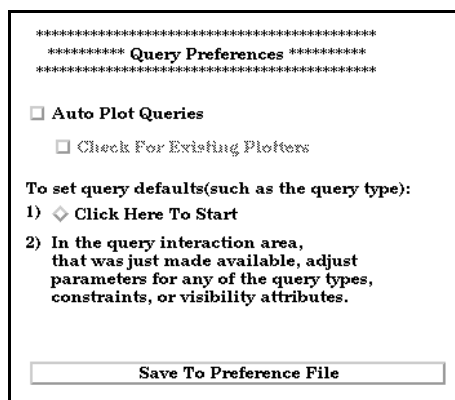 ********************************************
********** Query Preferences **********
********************************************
Auto Plot Queries
Check For Existing Plotters
To set query defaults(such as the query type):
1) Click Here To Start
2) In the query interaction area,
that was just made available, adjust
parameters for any of the query types,
constraints, or visibility attributes.
Save To Preference File